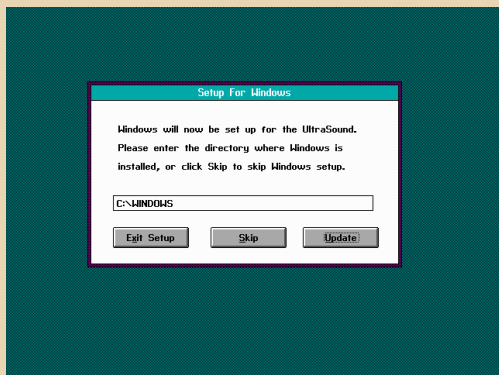 Setup For Windows
Windows will now be set up for the UltraSound.
Please enter the directory where Windows is
installed, or click Skip to skip Windows setup.
C:\WINDOWS
Exit Setup Skip Update